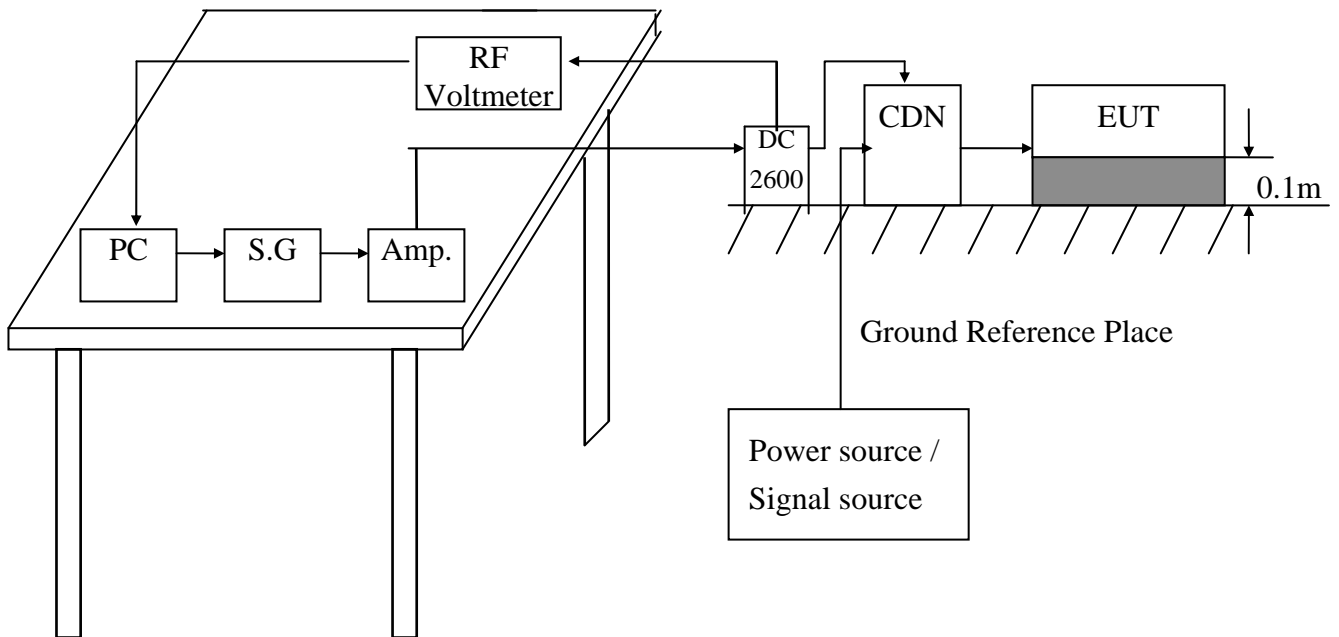 RF
Voltmeter
CDN
EUT
DC
2600
0.1m
PC
S.G
Amp.
Ground Reference Place
Power source /
Signal source